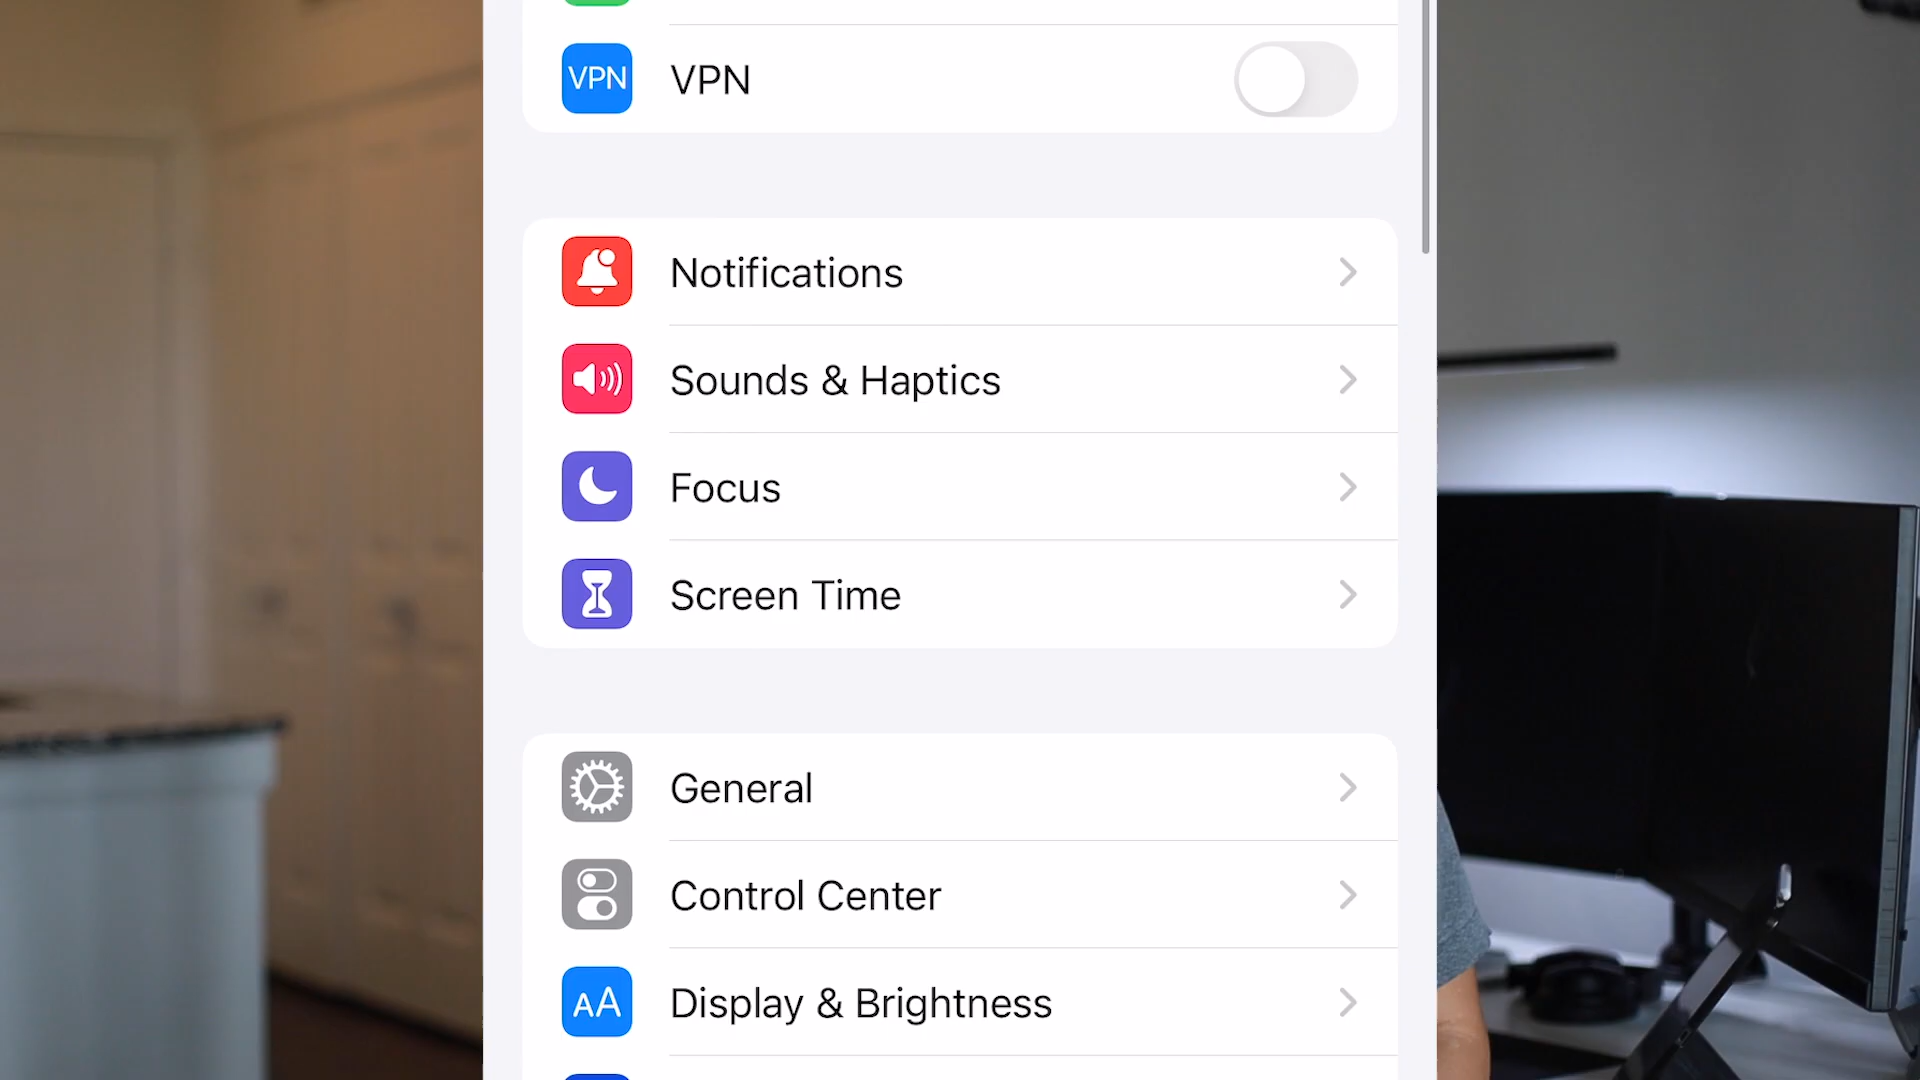 VPN VPN
Notifications
Sounds & Haptics
Focus
Screen Time
General
Control Center
AA Display & Brightness